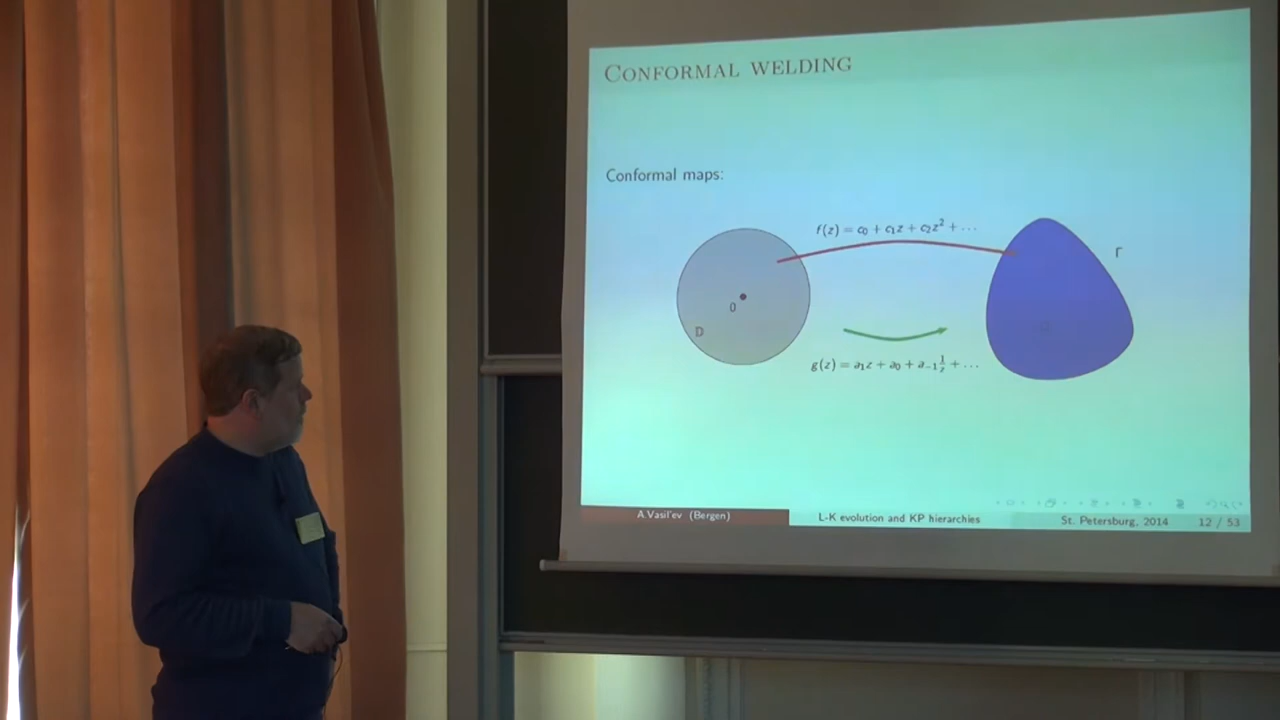 CONFORMAL WELDING
Conformal maps:
f(z) = c₀ + c₁z + c₂z² + ···
Γ
0
D
Ω
g(z) = a₁z + a₀ + a₋₁ 1/z + ···
A.Vasil'ev (Bergen) L-K evolution and KP hierarchies St. Petersburg, 2014 12 / 53